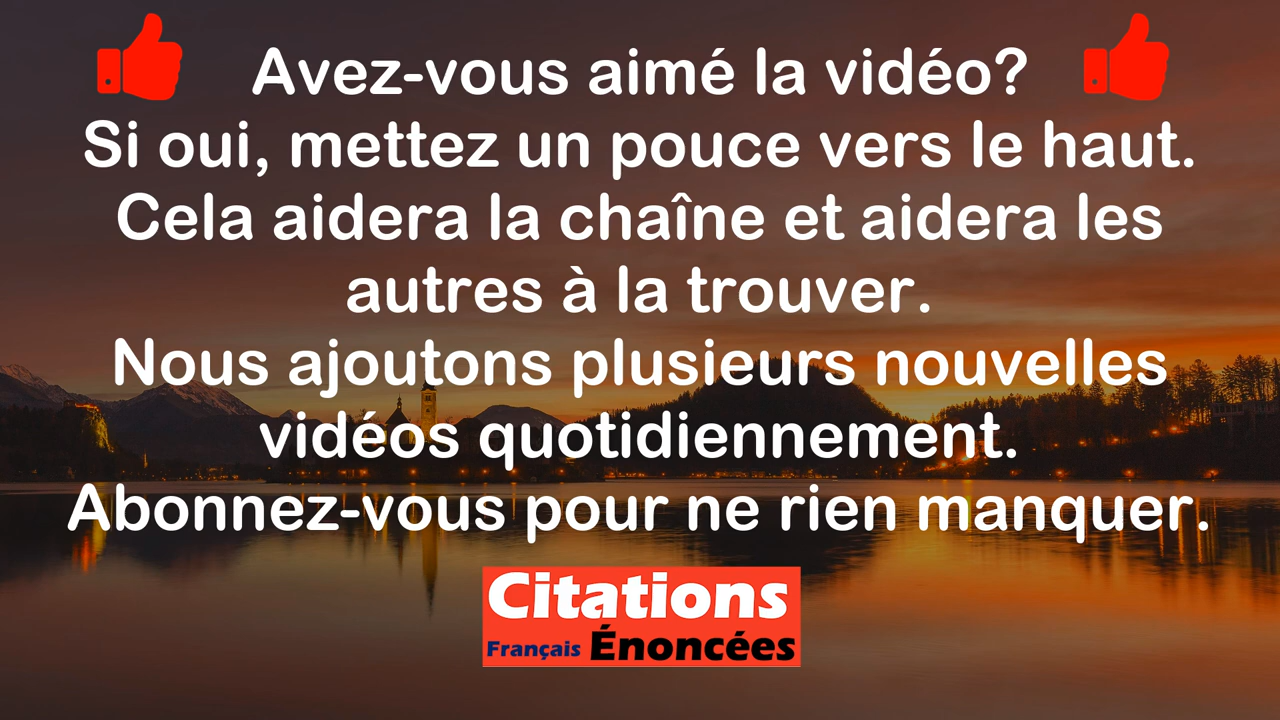 Avez-vous aimé la vidéo?
Si oui, mettez un pouce vers le haut.
Cela aidera la chaîne et aidera les
autres à la trouver.
Nous ajoutons plusieurs nouvelles
vidéos quotidiennement.
Abonnez-vous pour ne rien manquer.
Citations
Français Énoncées